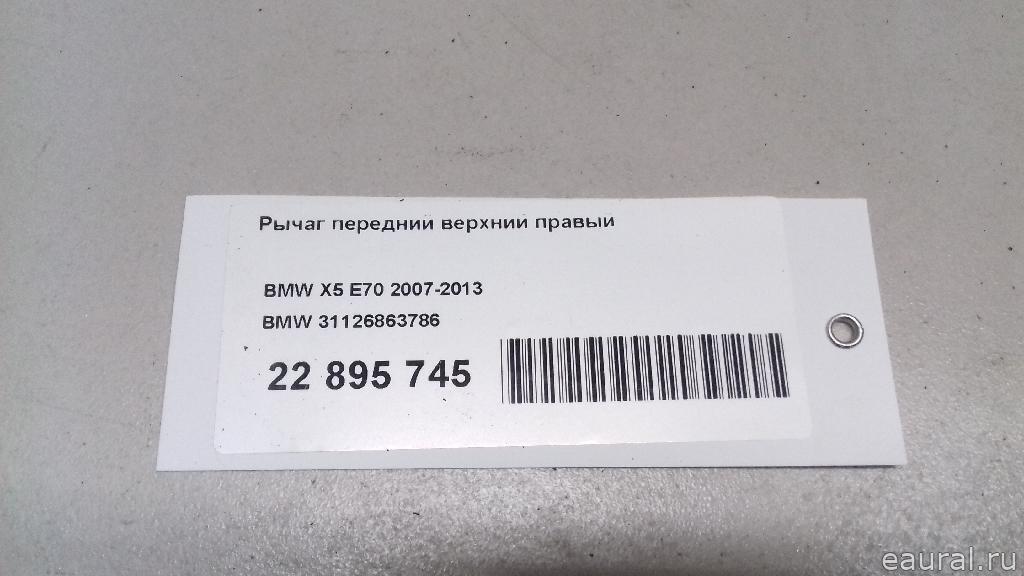 Рычаг передний верхний правый
BMW X5 E70 2007-2013
BMW 31126863786
22 895 745
eaural.ru